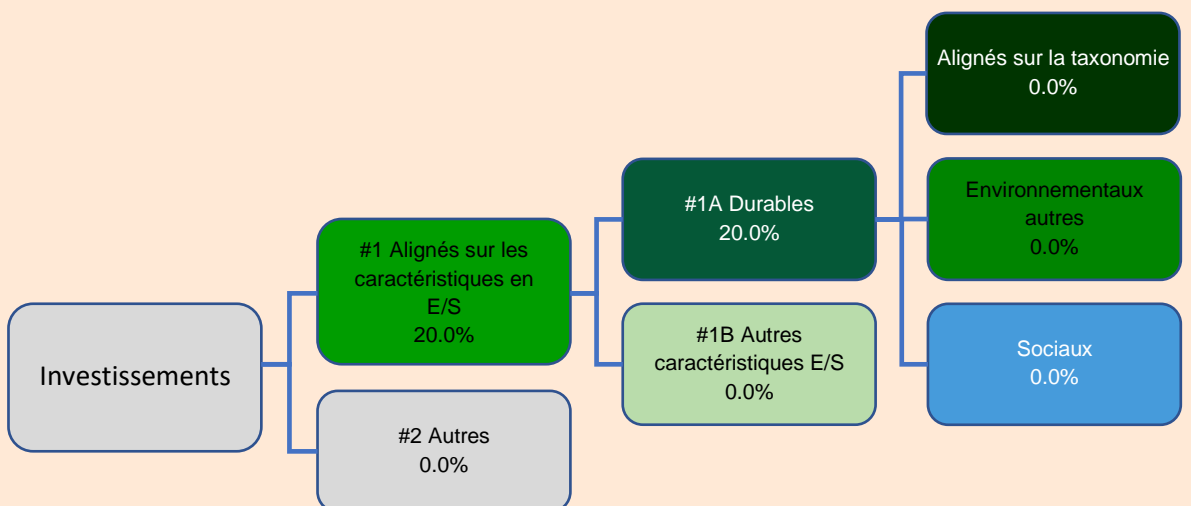 Investissements
#1 Alignés sur les
caractéristiques en
E/S
20.0%
#2 Autres
0.0%
#1A Durables
20.0%
#1B Autres
caractéristiques E/S
0.0%
Alignés sur la taxonomie
0.0%
Environnementaux
autres
0.0%
Sociaux
0.0%